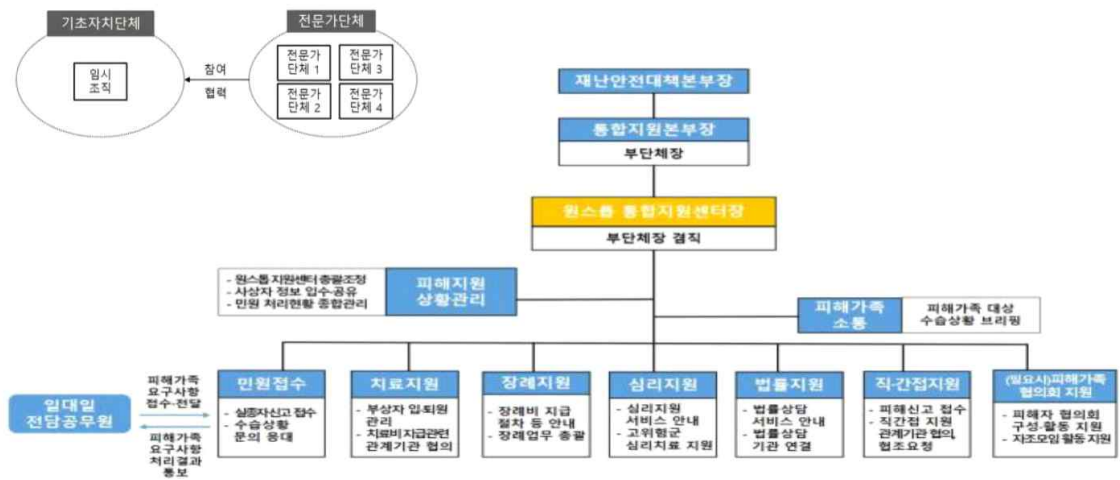 기초자치단체
전문가단체
임시
조직
참여
협력
전문가
단체 1
전문가
단체 3
전문가
단체 2
전문가
단체 4
재난안전대책본부장
통합지원본부장
부단체장
원스톱 통합지원센터장
부단체장 겸직
- 원스톱 지원센터 총괄조정
- 사상자 정보 입수·공유
- 민원 처리현황 종합관리
피해지원
상황관리
피해가족
소통
피해가족 대상
수습상황 브리핑
일대일
전담공무원
피해가족
요구사항
접수·전달
피해가족
요구사항
처리결과
통보
민원접수
- 실종자신고 접수
- 수습상황
문의 응대
치료지원
- 부상자 입·퇴원
관리
- 치료비 지급관련
관계기관 협의
장례지원
- 장례비 지급
절차 등 안내
- 장례업무 총괄
심리지원
- 심리지원
서비스 안내
- 고위험군
심리치료 지원
법률지원
- 법률상담
서비스 안내
- 법률상담
기관 연결
직·간접지원
- 피해신고 접수
- 직간접 지원
관계기관 협의,
협조요청
(필요시)피해가족
협의회 지원
- 피해자 협의회
구성·활동 지원
- 자조모임 활동 지원